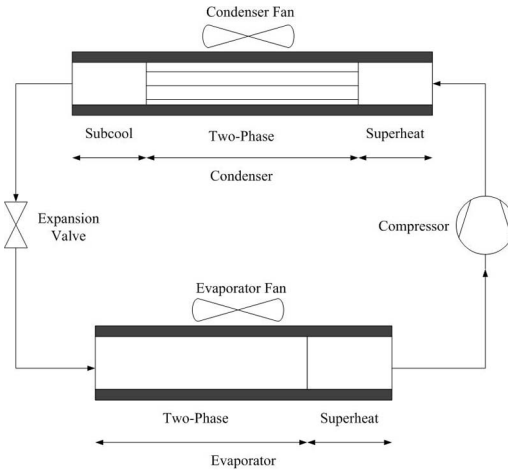 Condenser Fan
Subcool Two-Phase Superheat
Condenser
Expansion
Valve
Compressor
Evaporator Fan
Two-Phase Superheat
Evaporator